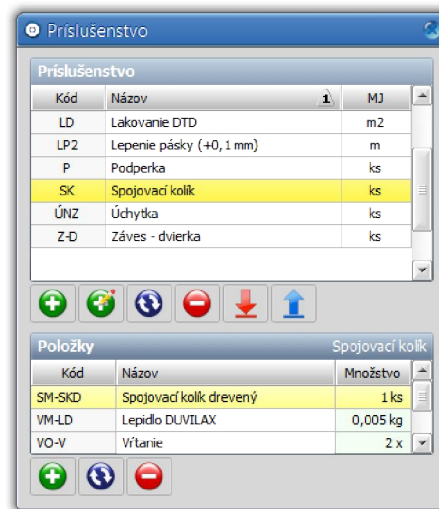 Príslušenstvo
Príslušenstvo
Kód Názov 1 MJ
LD Lakovanie DTD m2
LP2 Lepenie pásky (+0,1mm) m
P Podperka ks
SK Spojovací kolík ks
ÚNZ Úchytka ks
Z-D Záves - dvierka ks
Položky Spojovací kolík
Kód Názov Množstvo
SM-SKD Spojovací kolík drevený 1 ks
VM-LD Lepidlo DUVILAX 0,005 kg
VO-V Vŕtanie 2 x